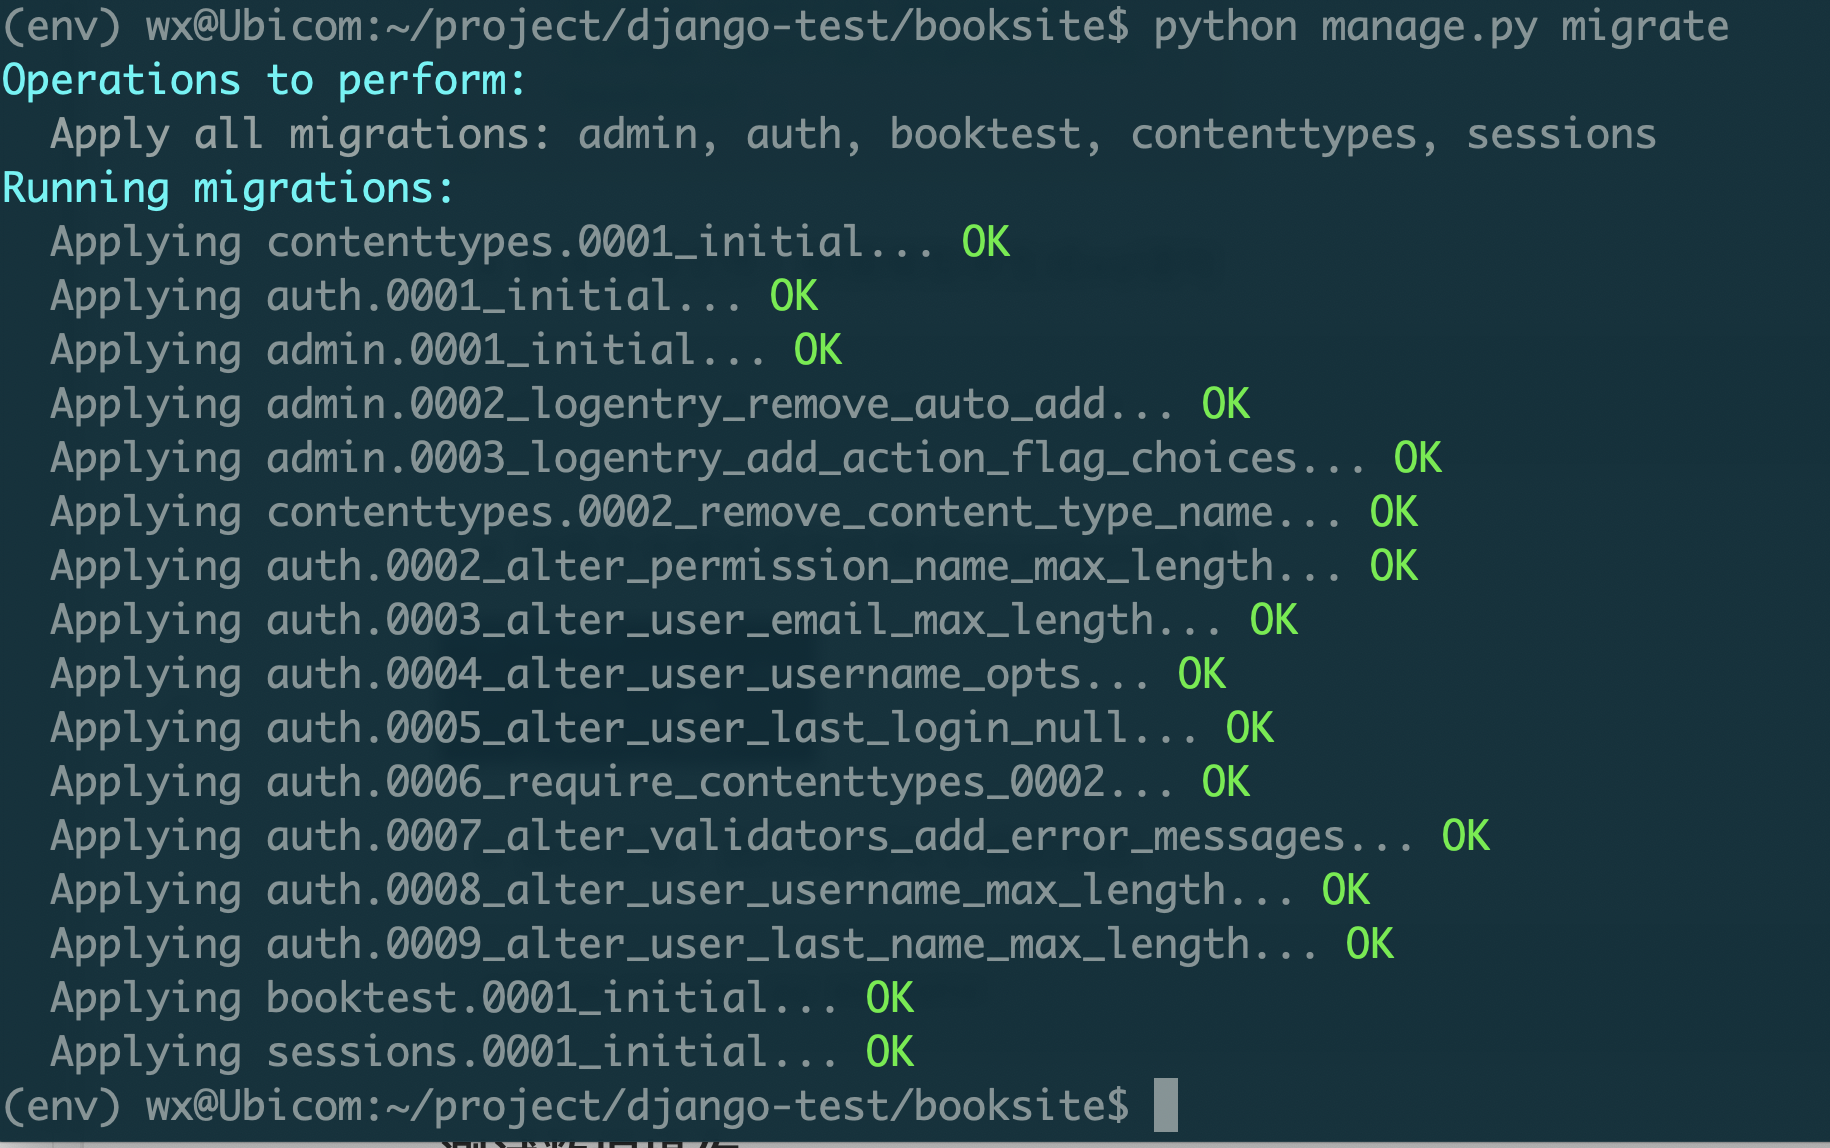 (env) wx@Ubicom:~/project/django-test/booksite$ python manage.py migrate
Operations to perform:
  Apply all migrations: admin, auth, booktest, contenttypes, sessions
Running migrations:
  Applying contenttypes.0001_initial... OK
  Applying auth.0001_initial... OK
  Applying admin.0001_initial... OK
  Applying admin.0002_logentry_remove_auto_add... OK
  Applying admin.0003_logentry_add_action_flag_choices... OK
  Applying contenttypes.0002_remove_content_type_name... OK
  Applying auth.0002_alter_permission_name_max_length... OK
  Applying auth.0003_alter_user_email_max_length... OK
  Applying auth.0004_alter_user_username_opts... OK
  Applying auth.0005_alter_user_last_login_null... OK
  Applying auth.0006_require_contenttypes_0002... OK
  Applying auth.0007_alter_validators_add_error_messages... OK
  Applying auth.0008_alter_user_username_max_length... OK
  Applying auth.0009_alter_user_last_name_max_length... OK
  Applying booktest.0001_initial... OK
  Applying sessions.0001_initial... OK
(env) wx@Ubicom:~/project/django-test/booksite$